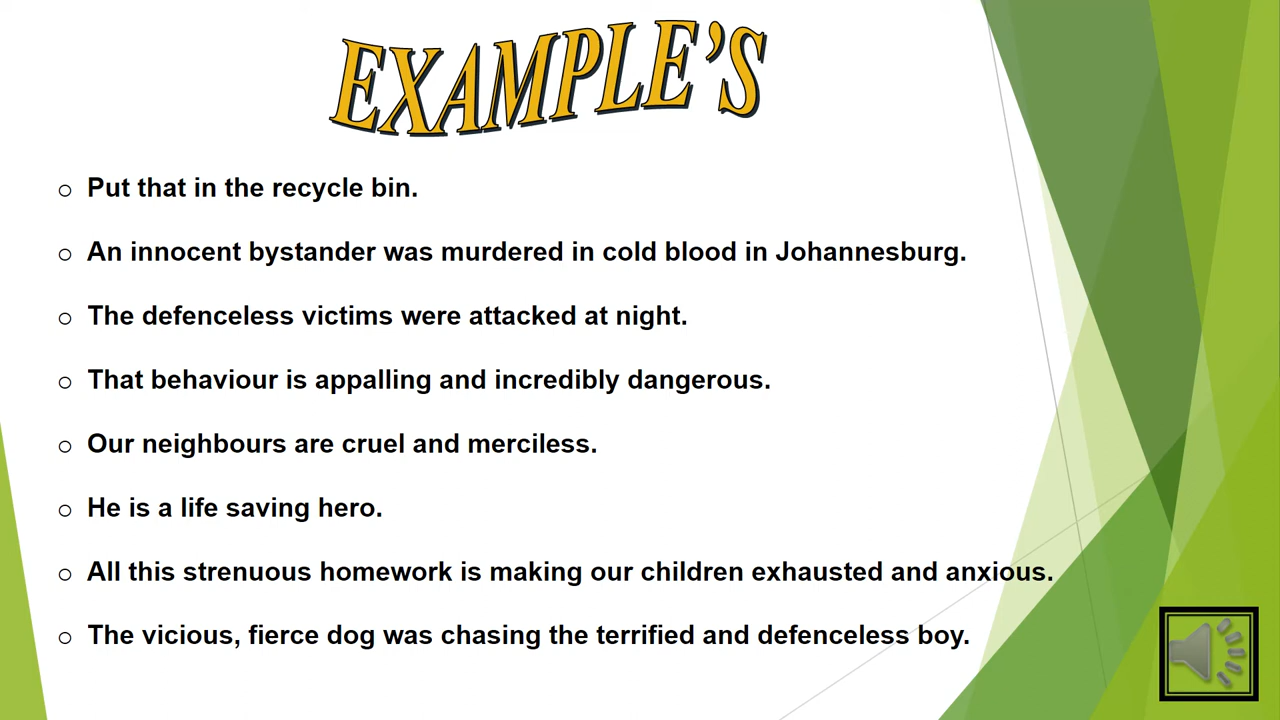 EXAMPLE'S
Put that in the recycle bin.
An innocent bystander was murdered in cold blood in Johannesburg.
The defenceless victims were attacked at night.
That behaviour is appalling and incredibly dangerous.
Our neighbours are cruel and merciless.
He is a life saving hero.
All this strenuous homework is making our children exhausted and anxious.
The vicious, fierce dog was chasing the terrified and defenceless boy.